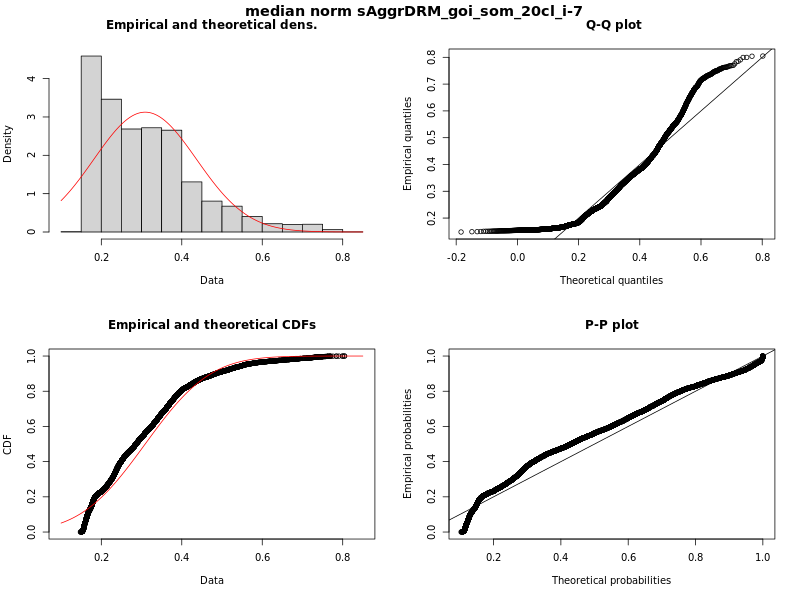 median norm sAggrDRM_goi_som_20cl_i-7
Empirical and theoretical dens.
Density
0 1 2 3 4
0.2 0.4 0.6 0.8
Data
Q-Q plot
Empirical quantiles
0.2 0.3 0.4 0.5 0.6 0.7 0.8
-0.2 0.0 0.2 0.4 0.6 0.8
Theoretical quantiles
Empirical and theoretical CDFs
CDF
0.0 0.2 0.4 0.6 0.8 1.0
0.2 0.4 0.6 0.8
Data
P-P plot
Empirical probabilities
0.0 0.2 0.4 0.6 0.8 1.0
0.2 0.4 0.6 0.8 1.0
Theoretical probabilities